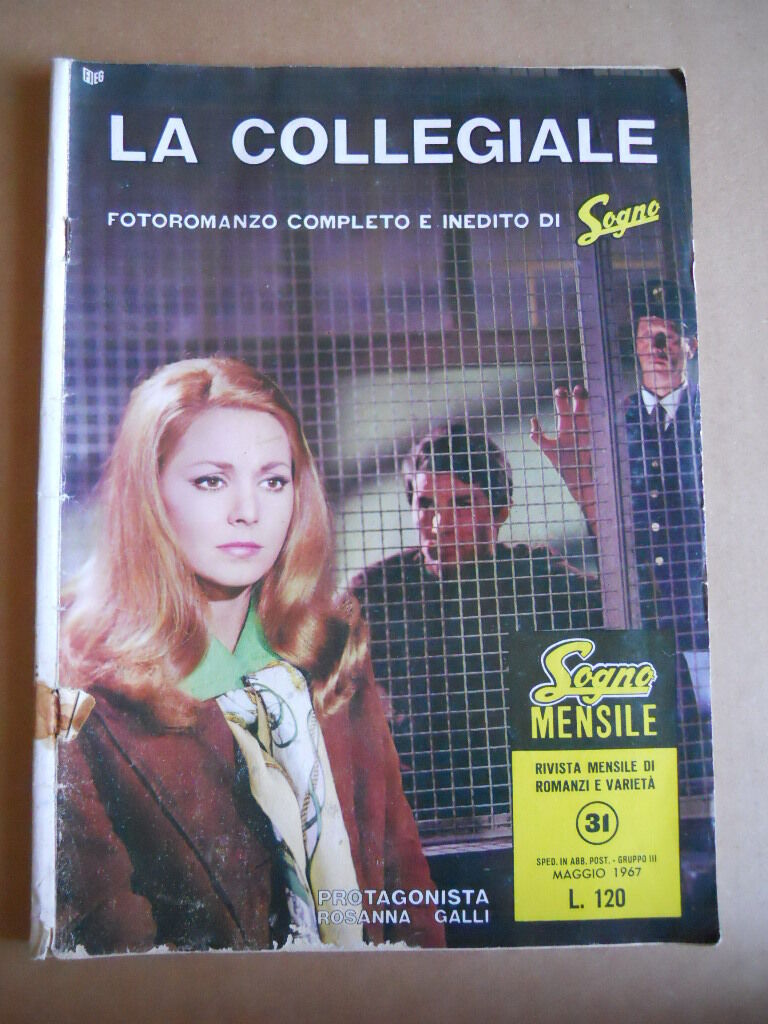 FIEG
LA COLLEGIALE
FOTOROMANZO COMPLETO E INEDITO DI Sogno
Sogno
MENSILE
RIVISTA MENSILE DI
ROMANZI E VARIETÀ
31
SPED. IN ABB. POST. - GRUPPO III
MAGGIO 1967
L. 120
PROTAGONISTA
ROSANNA GALLI